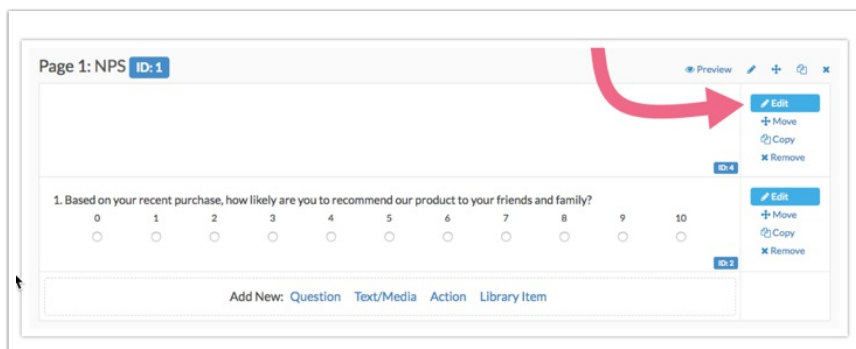 Page 1: NPS ID: 1
Preview
Edit
Move
Copy
Remove
ID: 4
1. Based on your recent purchase, how likely are you to recommend our product to your friends and family?
0 1 2 3 4 5 6 7 8 9 10
Edit
Move
Copy
Remove
ID: 2
Add New: Question Text/Media Action Library Item